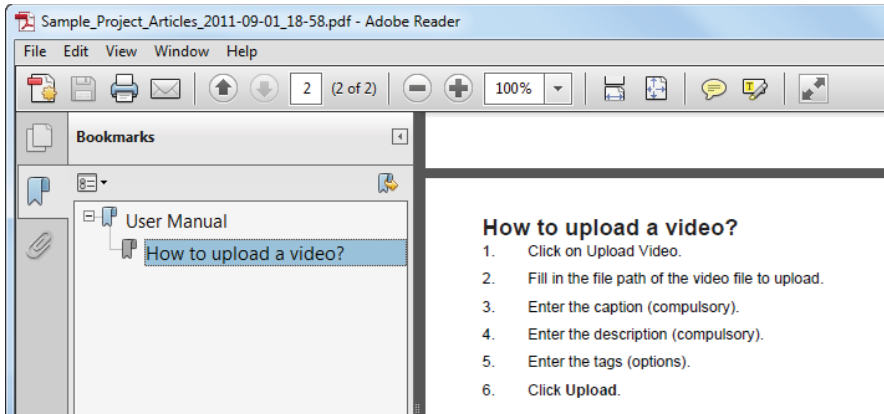 Sample_Project_Articles_2011-09-01_18-58.pdf - Adobe Reader
File Edit View Window Help
2 (2 of 2) 100%
Bookmarks
User Manual
How to upload a video?
How to upload a video?
1. Click on Upload Video.
2. Fill in the file path of the video file to upload.
3. Enter the caption (compulsory).
4. Enter the description (compulsory).
5. Enter the tags (options).
6. Click Upload.